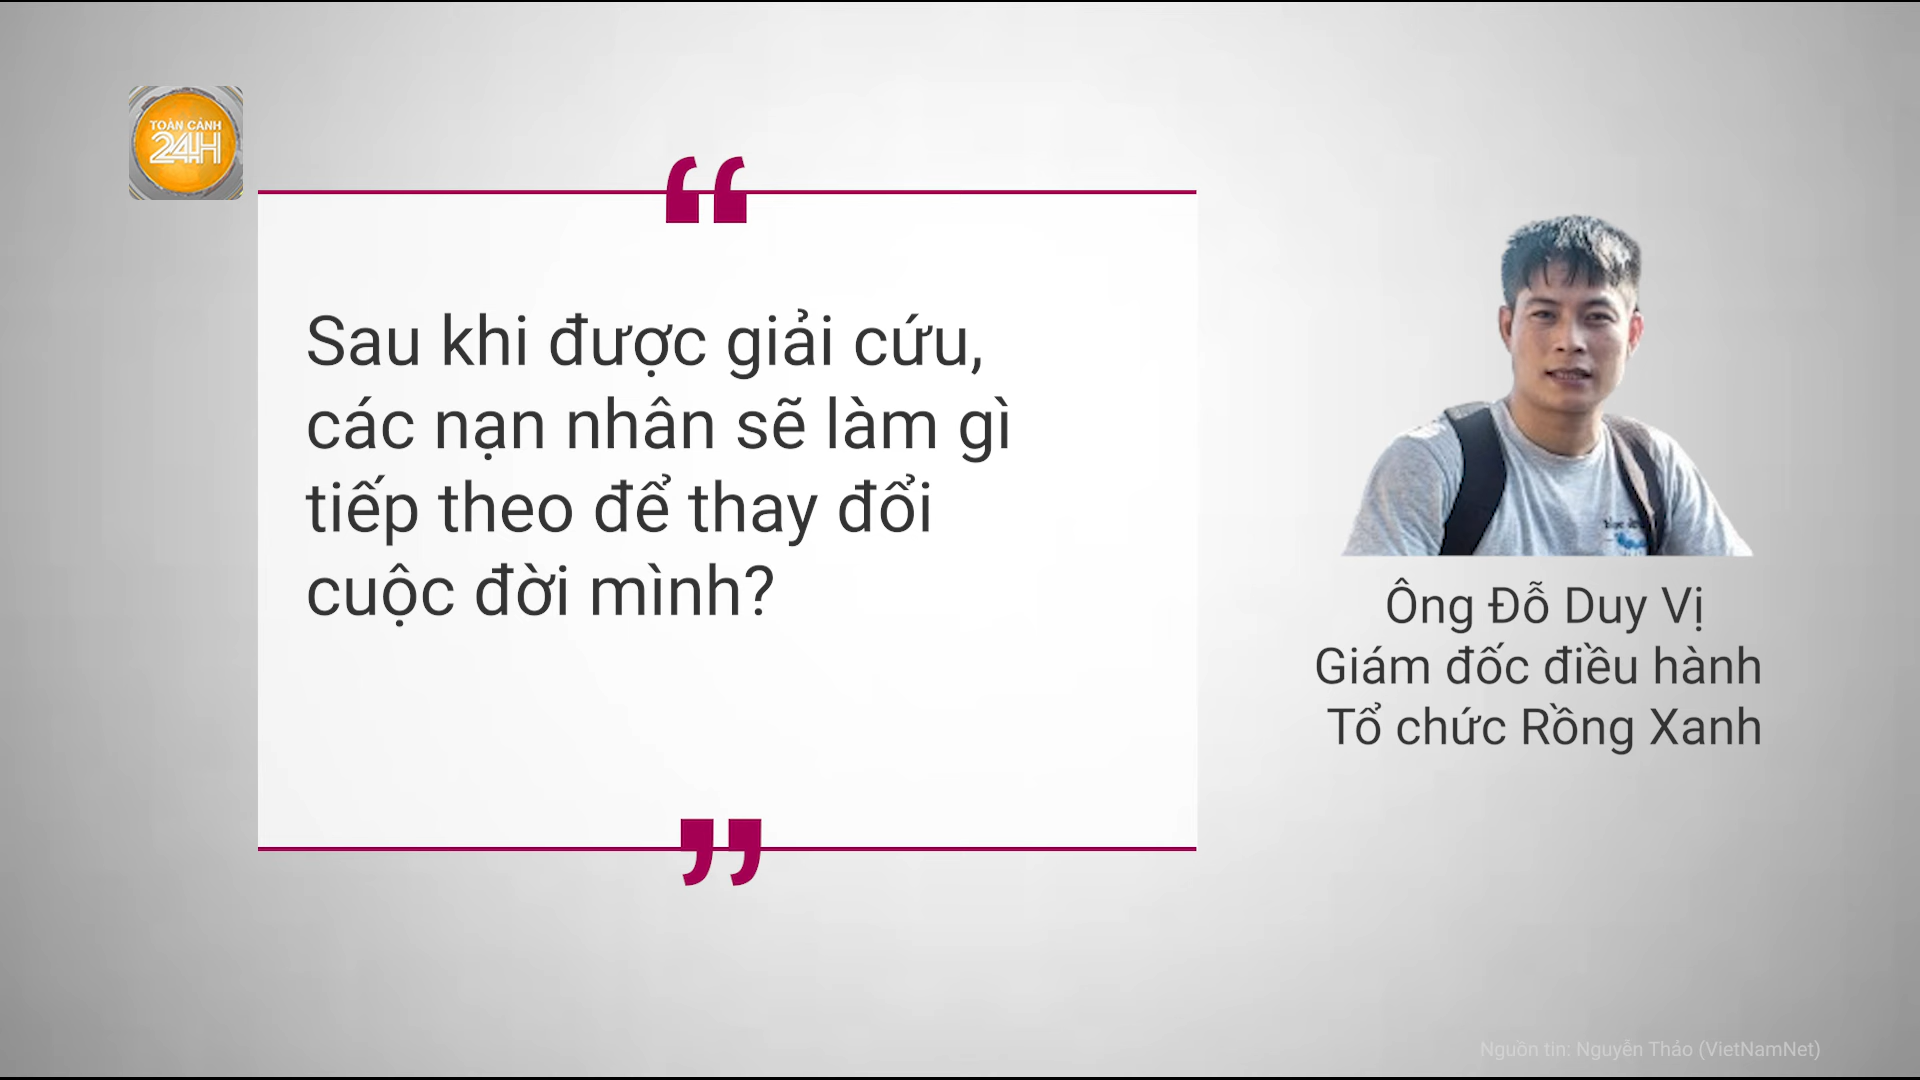 TOÀN CẢNH
24H
Sau khi được giải cứu,
các nạn nhân sẽ làm gì
tiếp theo để thay đổi
cuộc đời mình?
Ông Đỗ Duy Vị
Giám đốc điều hành
Tổ chức Rồng Xanh
Nguồn tin: Nguyễn Thảo (VietNamNet)